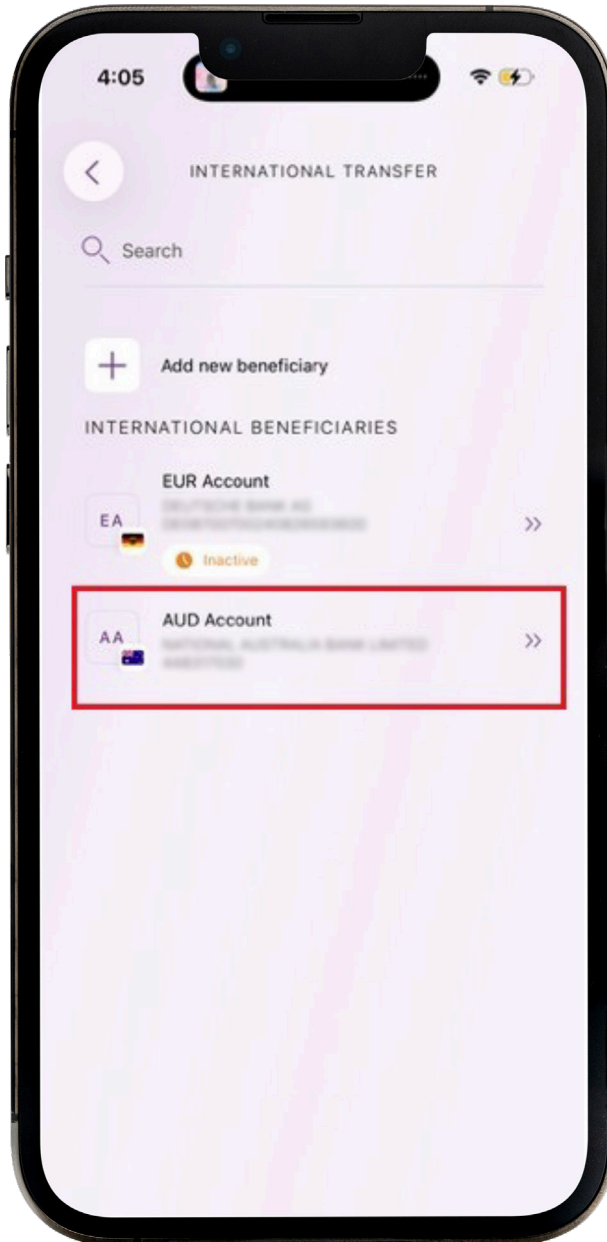 4:05
INTERNATIONAL TRANSFER
Search
Add new beneficiary
INTERNATIONAL BENEFICIARIES
EUR Account
EA
Inactive
AUD Account
AA